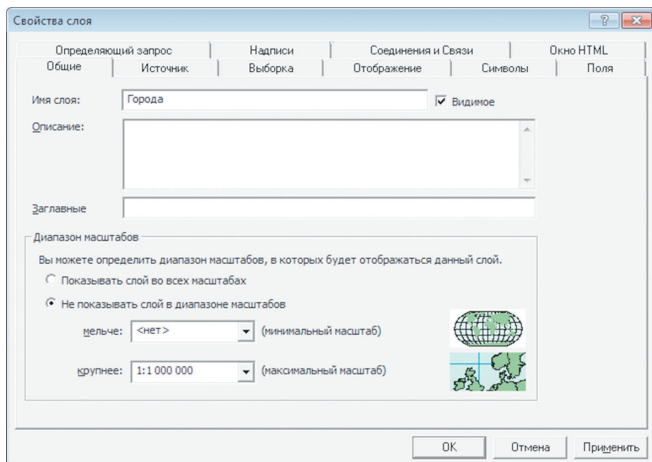 Свойства слоя
Определяющий запрос Надписи Соединения и Связи Окно HTML
Общие Источник Выборка Отображение Символы Поля
Имя слоя: Города Видимое
Описание:
Заглавные
Диапазон масштабов
Вы можете определить диапазон масштабов, в которых будет отображаться данный слой.
Показывать слой во всех масштабах
Не показывать слой в диапазоне масштабов
мельче: <нет> (минимальный масштаб)
крупнее: 1:1 000 000 (максимальный масштаб)
OK Отмена Применить